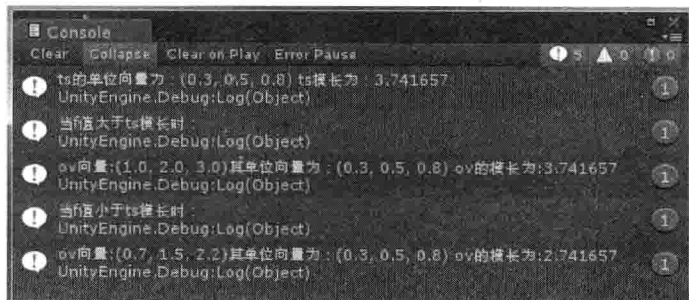 Console
Clear Collapse Clear on Play Error Pause 5 0 0
ts的单位向量为：(0.3, 0.5, 0.8) ts模长为：3.741657
UnityEngine.Debug:Log(Object)
1
当f值大于ts模长时
UnityEngine.Debug:Log(Object)
1
ov向量:(1.0, 2.0, 3.0)其单位向量为：(0.3, 0.5, 0.8) ov的模长为:3.741657
UnityEngine.Debug:Log(Object)
1
当f值小于ts模长时
UnityEngine.Debug:Log(Object)
1
ov向量:(0.7, 1.5, 2.2)其单位向量为：(0.3, 0.5, 0.8) ov的模长为:2.741657
UnityEngine.Debug:Log(Object)
1